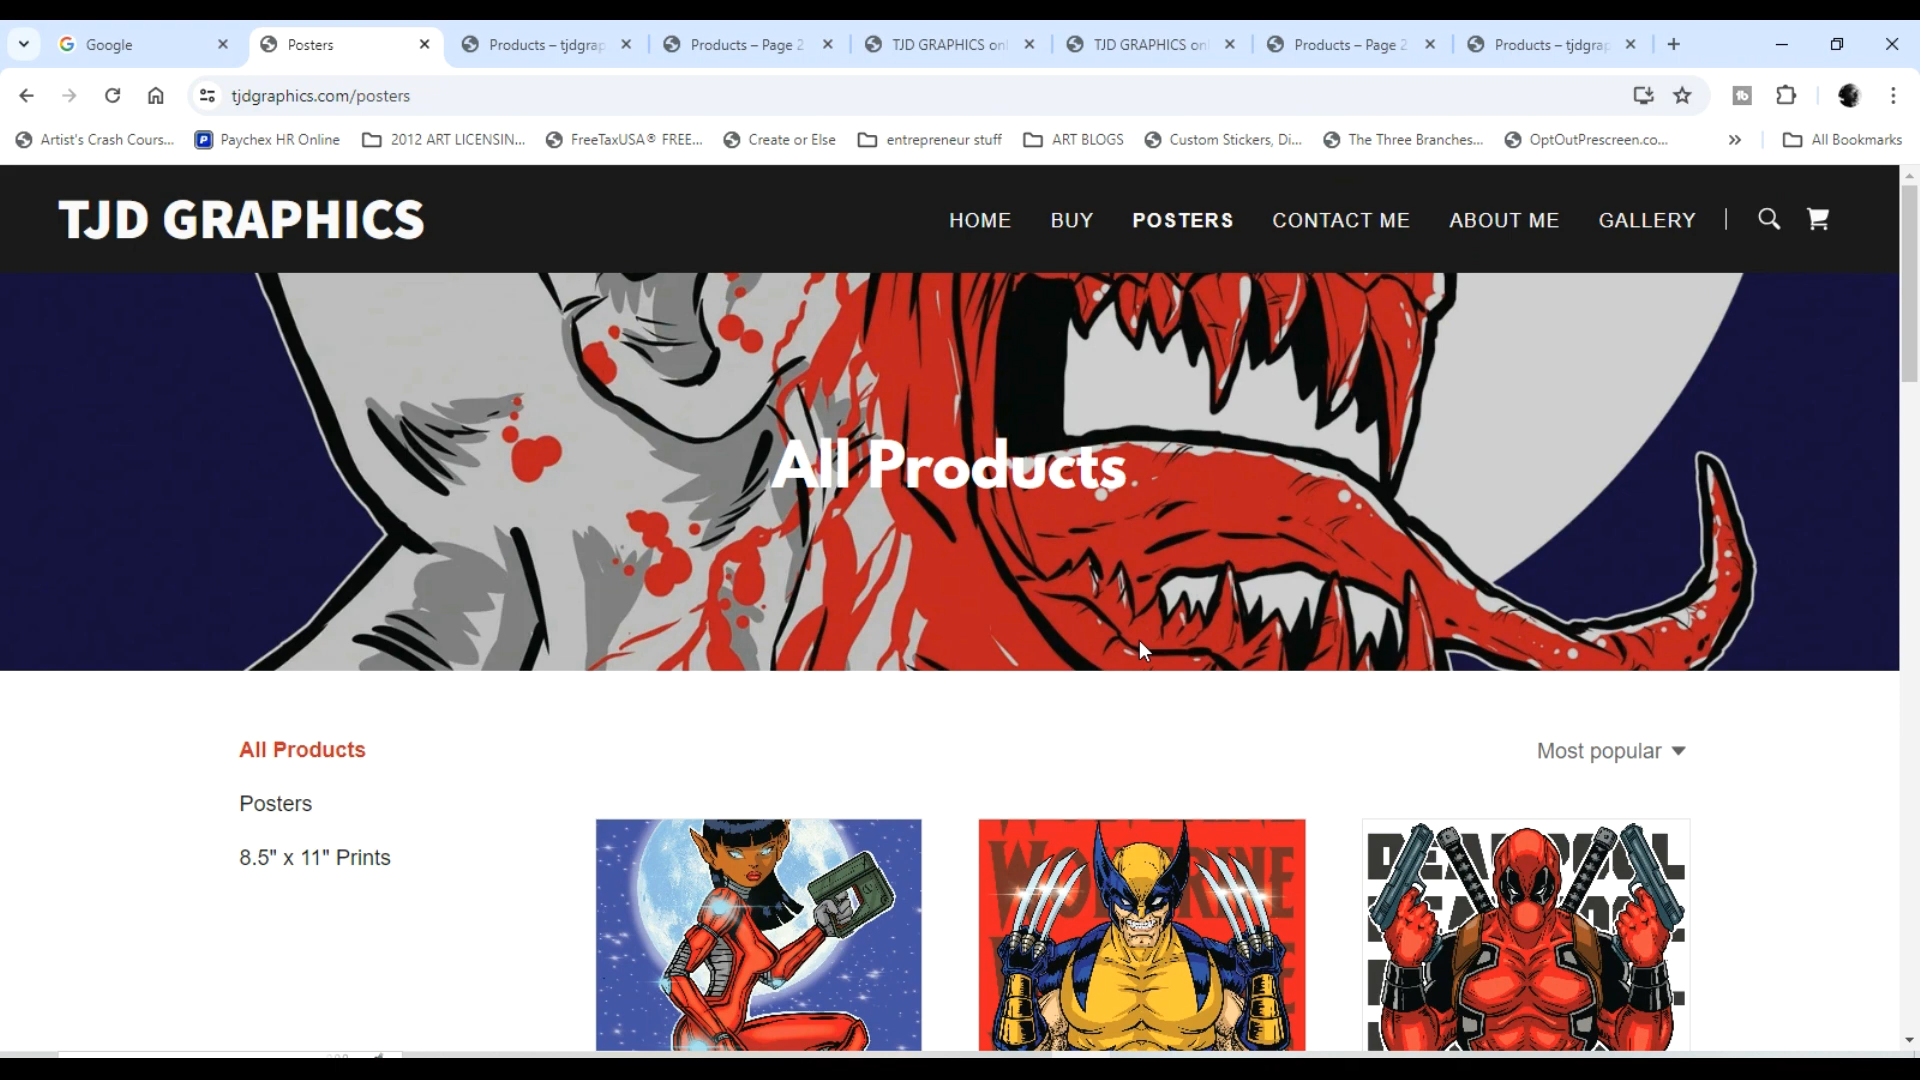 Google
Posters
Products – tjdgrap
Products – Page 2
TJD GRAPHICS on
TJD GRAPHICS on
Products – Page 2
Products – tjdgrap
tjdgraphics.com/posters
Artist's Crash Cours...
Paychex HR Online
2012 ART LICENSIN...
FreeTaxUSA® FREE...
Create or Else
entrepreneur stuff
ART BLOGS
Custom Stickers, Di...
The Three Branches...
OptOutPrescreen.co...
All Bookmarks
TJD GRAPHICS
HOME
BUY
POSTERS
CONTACT ME
ABOUT ME
GALLERY
All Products
All Products
Most popular
Posters
8.5" x 11" Prints
WOLVERINE
DEADPOOL